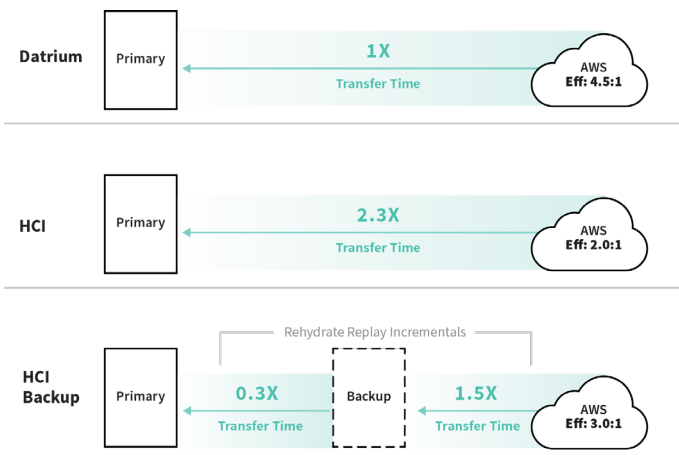 Datrium
Primary
1X
Transfer Time
AWS
Eff: 4.5:1
HCI
Primary
2.3X
Transfer Time
AWS
Eff: 2.0:1
Rehydrate Replay Incrementals
HCI
Backup
Primary
0.3X
Transfer Time
Backup
1.5X
Transfer Time
AWS
Eff: 3.0:1